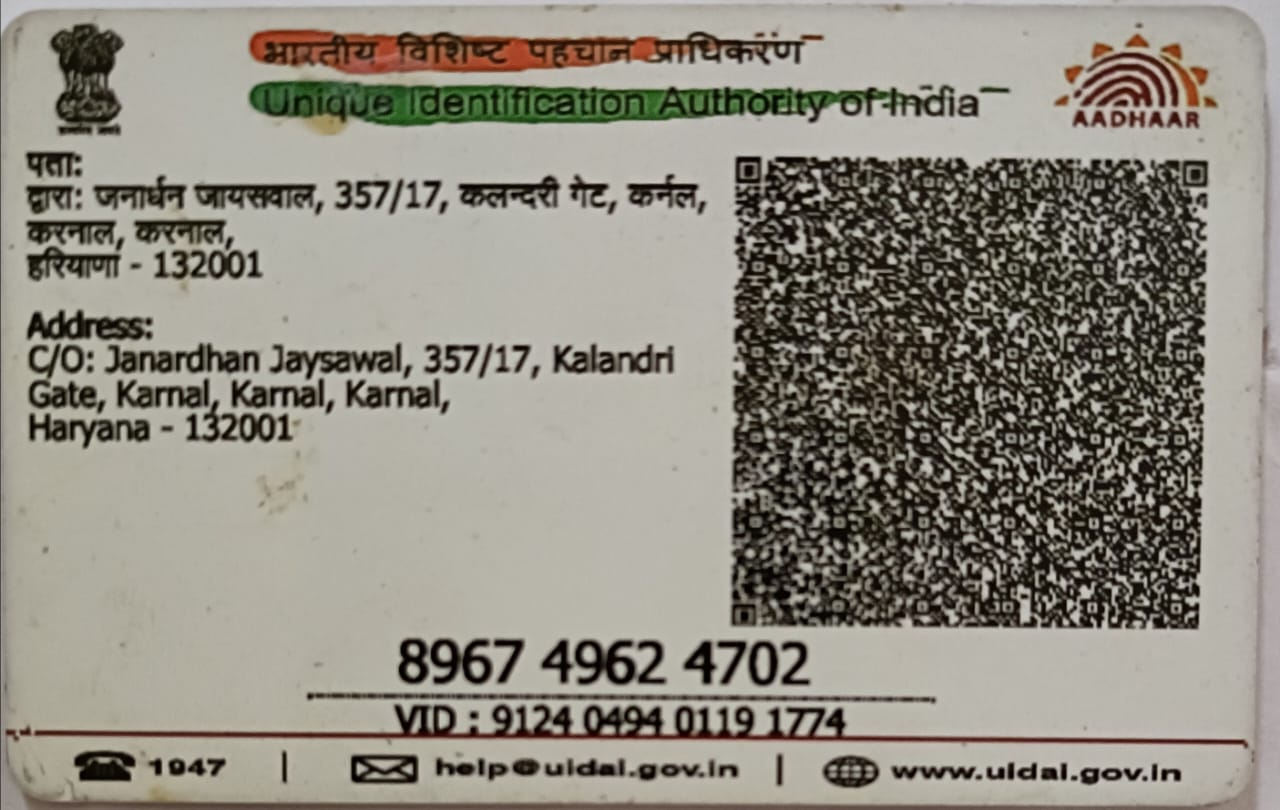 भारतीय विशिष्ट पहचान प्राधिकरण
Unique Identification Authority of India
AADHAAR
पता:
द्वारा: जनार्धन जायसवाल, 357/17, कलन्दरी गेट, कर्नल,
करनाल, करनाल,
हरियाणा - 132001
Address:
C/O: Janardhan Jaysawal, 357/17, Kalandri
Gate, Karnal, Karnal, Karnal,
Haryana - 132001
8967 4962 4702
VID : 9124 0494 0119 1774
1947 | help@uidai.gov.in | www.uidai.gov.in